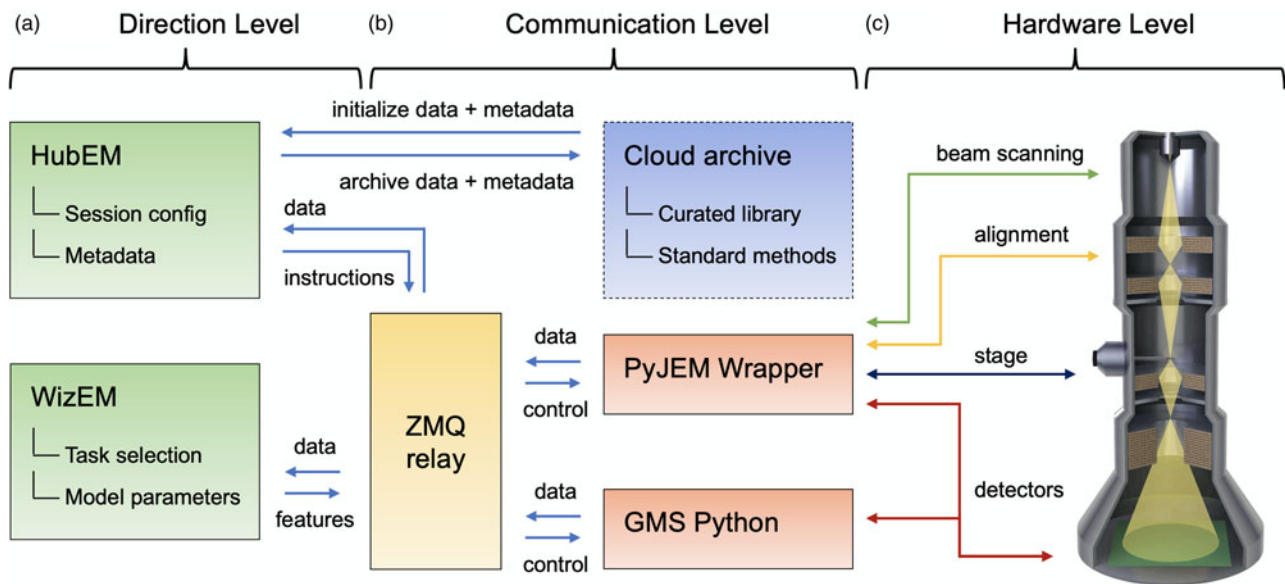 (a) Direction Level
(b) Communication Level
(c) Hardware Level
initialize data + metadata
archive data + metadata
HubEM
Session config
Metadata
data
instructions
Cloud archive
Curated library
Standard methods
WizEM
Task selection
Model parameters
data
features
ZMQ
relay
data
control
PyJEM Wrapper
data
control
GMS Python
beam scanning
alignment
stage
detectors